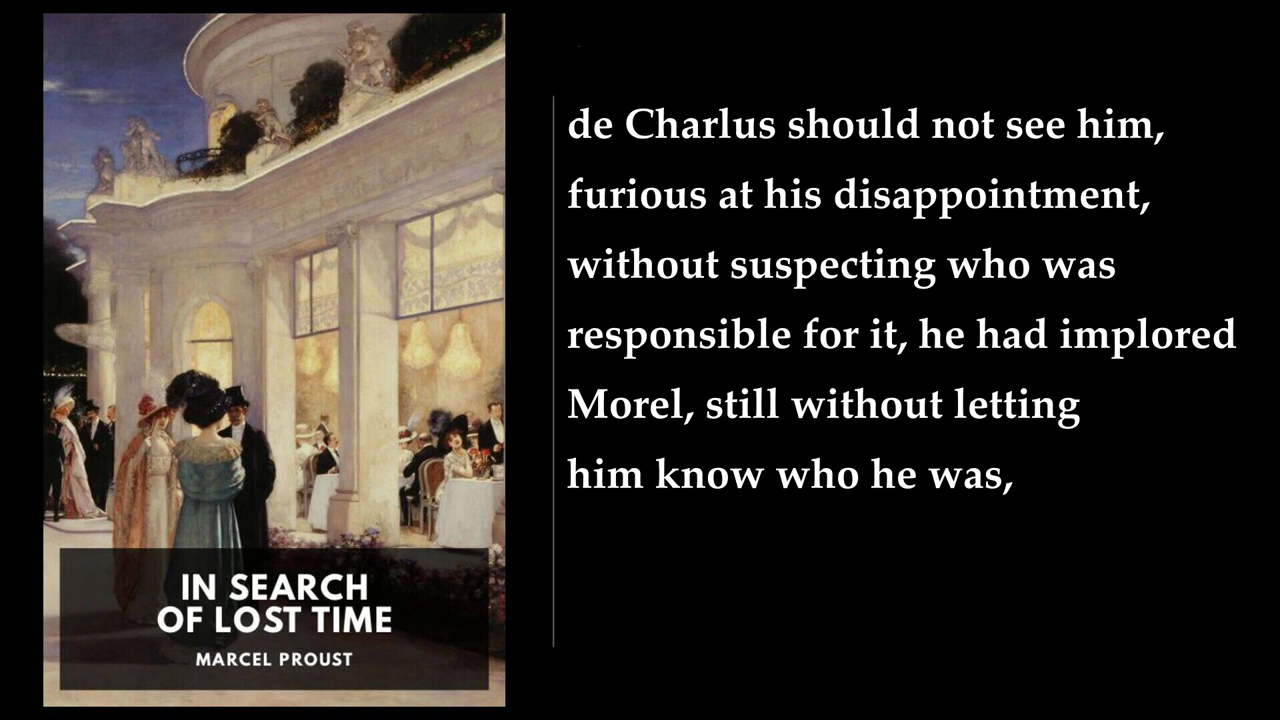 IN SEARCH
OF LOST TIME
MARCEL PROUST
de Charlus should not see him,
furious at his disappointment,
without suspecting who was
responsible for it, he had implored
Morel, still without letting
him know who he was,